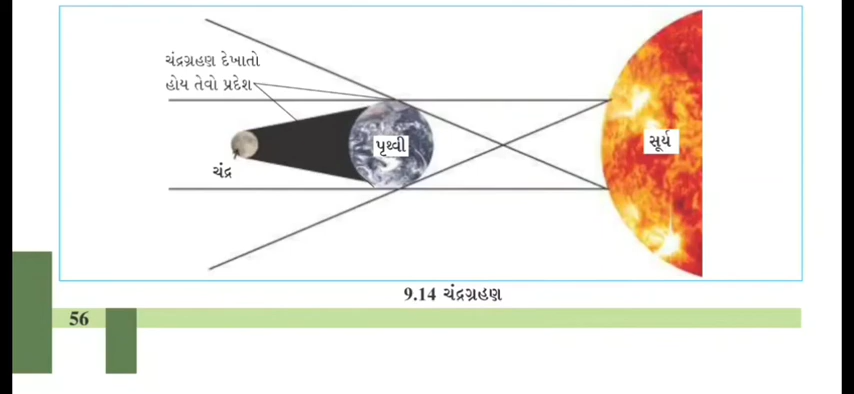 ચંદ્રગ્રહણ દેખાતો
હોય તેવો પ્રદેશ
પૃથ્વી
સૂર્ય
ચંદ્ર
9.14 ચંદ્રગ્રહણ
56